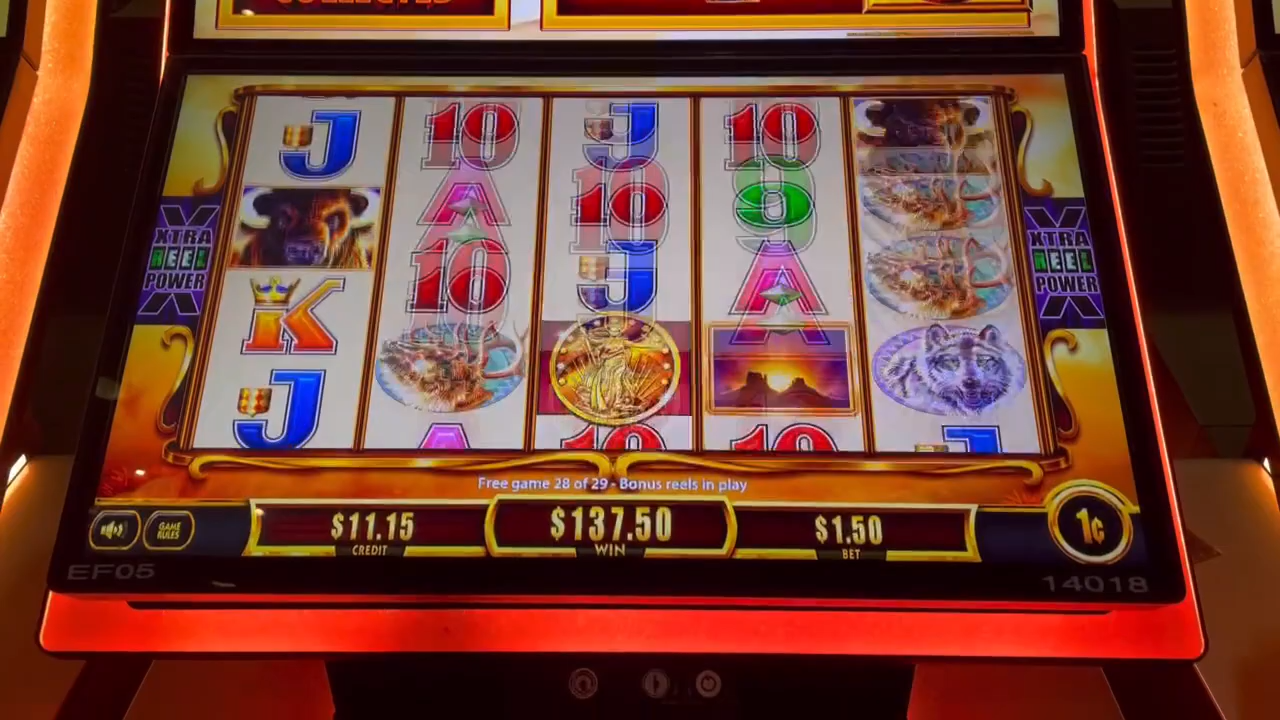 COLLECTED
J 10 J 10
A 10 9
XTRA REEL POWER X
XTRA REEL POWER X
10 J A
K
J
A 10 10 J
Free game 28 of 29 - Bonus reels in play
GAME RULES
$11.15
CREDIT
$137.50
WIN
$1.50
BET
1¢
EF05
14018